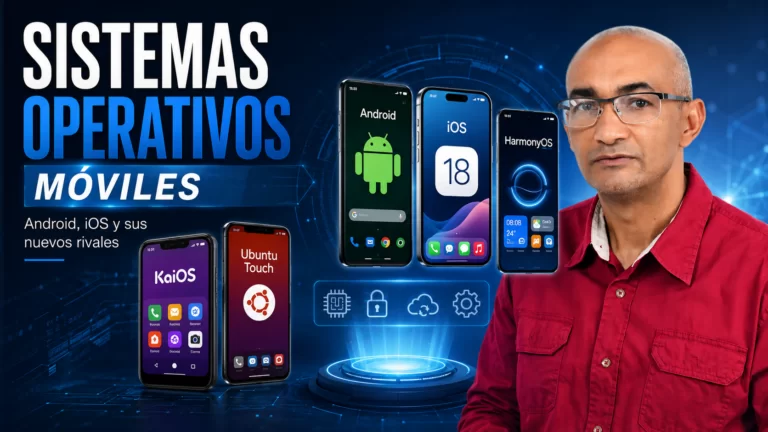 SISTEMAS
OPERATIVOS
MÓVILES
Android, iOS y sus
nuevos rivales
Android
iOS
18
HarmonyOS
08:08
24°
KaiOS
Ubuntu
Touch